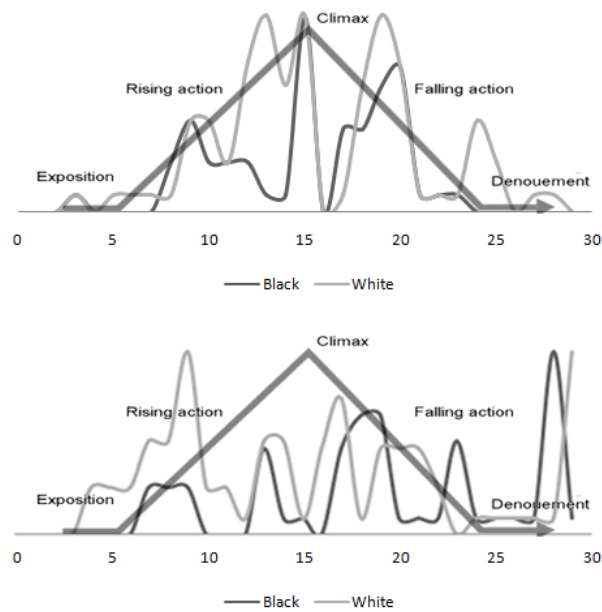 Climax
Rising action
Falling action
Exposition
Denouement
0 5 10 15 20 25 30
Black White
Climax
Rising action
Falling action
Exposition
Denouement
0 5 10 15 20 25 30
Black White